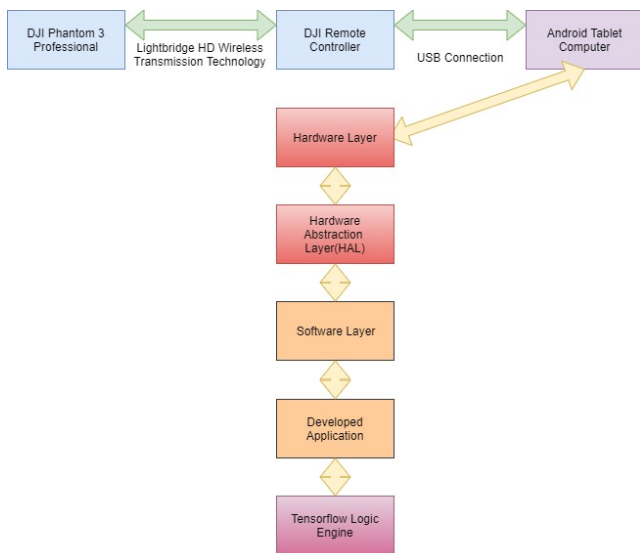 DJI Phantom 3
Professional
Lightbridge HD Wireless
Transmission Technology
DJI Remote
Controller
USB Connection
Android Tablet
Computer
Hardware Layer
Hardware
Abstraction
Layer(HAL)
Software Layer
Developed
Application
Tensorflow Logic
Engine